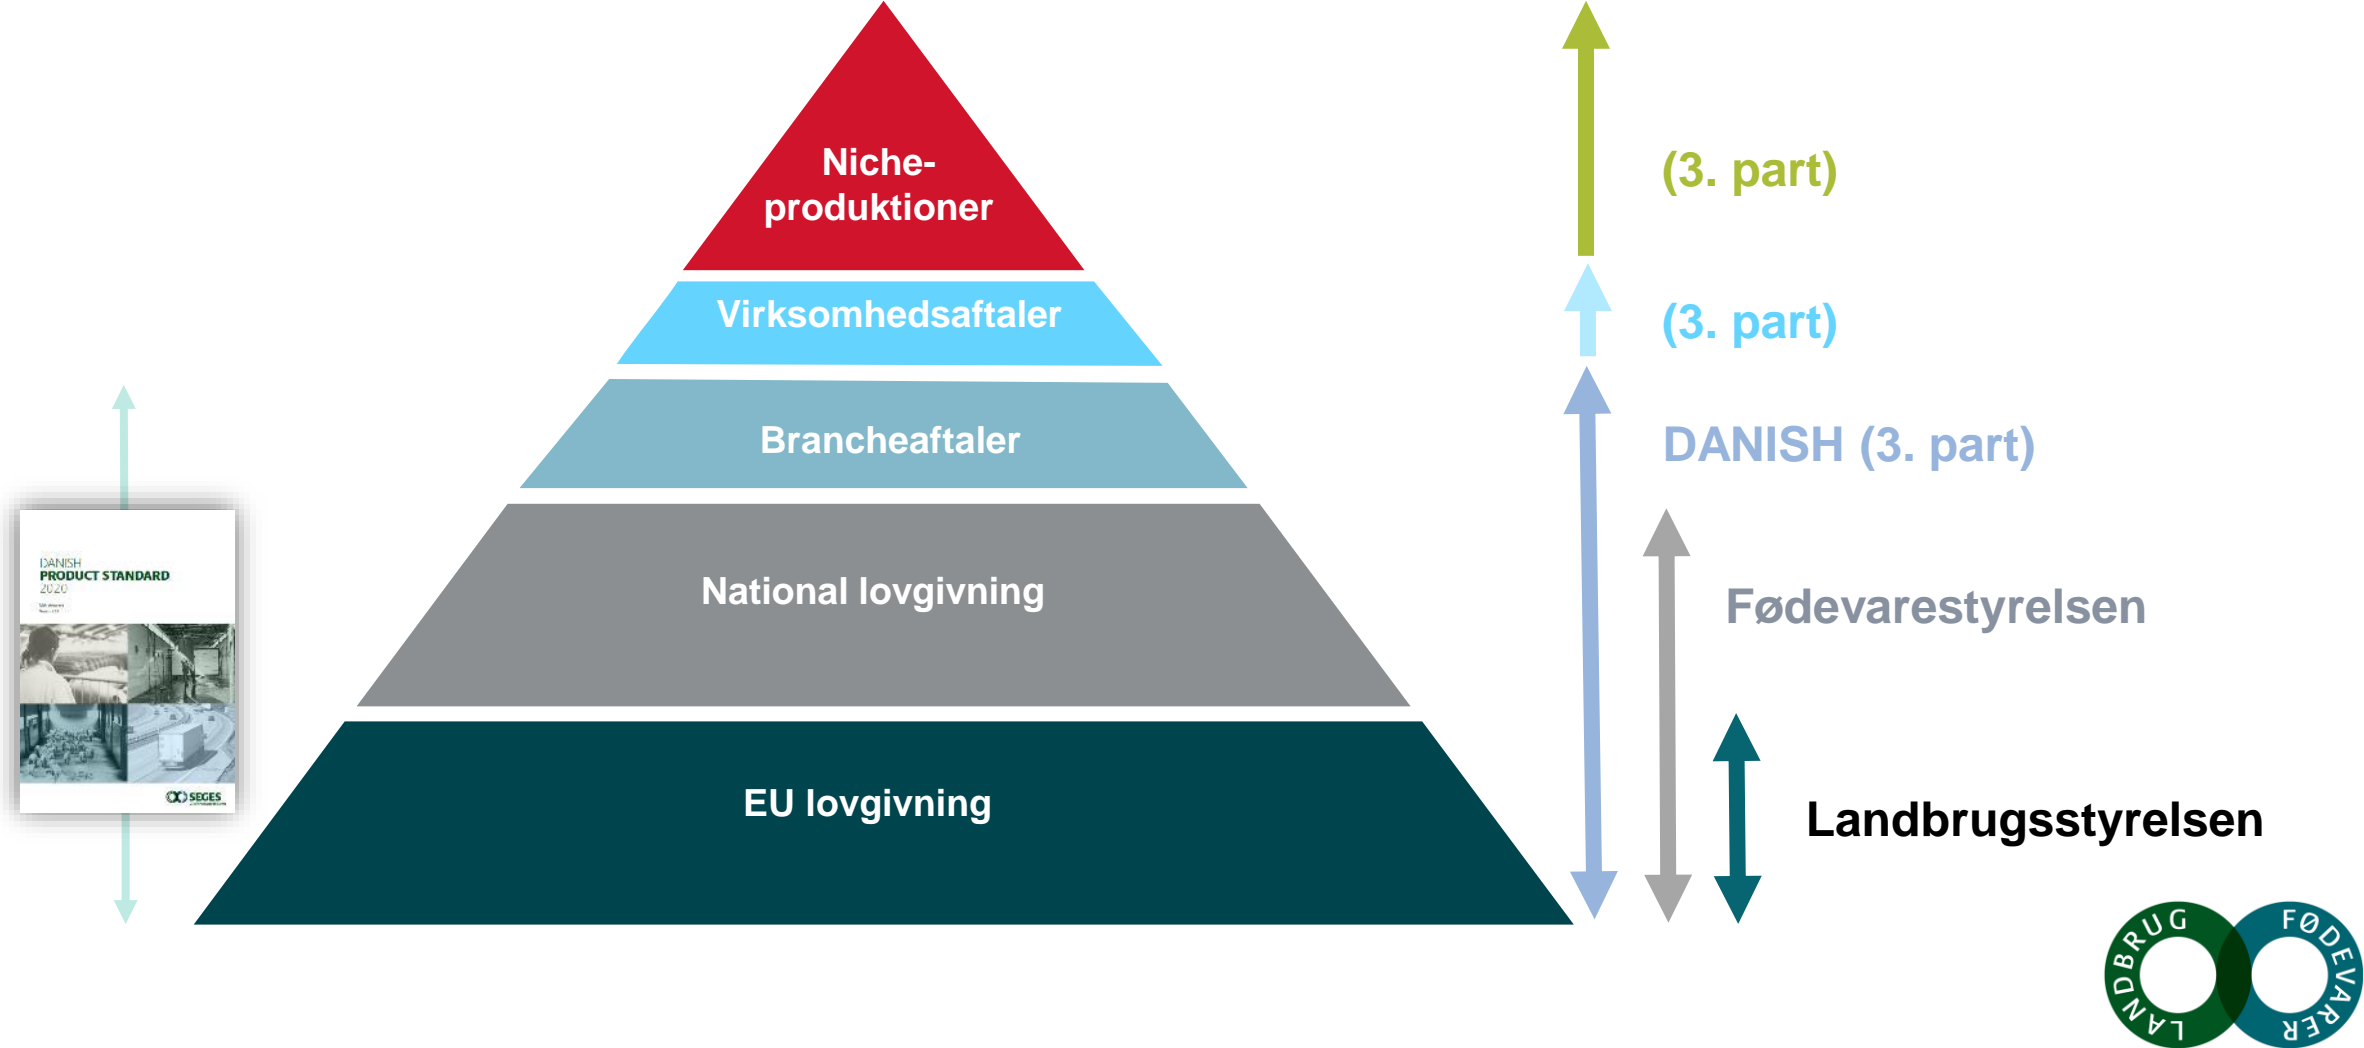 Niche-
produktioner
(3. part)
Virksomhedsaftaler
(3. part)
Brancheaftaler
DANISH (3. part)
DANISH
PRODUCT STANDARD
2020
National lovgivning
Fødevarestyrelsen
SEGES
EU lovgivning
Landbrugsstyrelsen
LANDBRUG
FØDEVARER